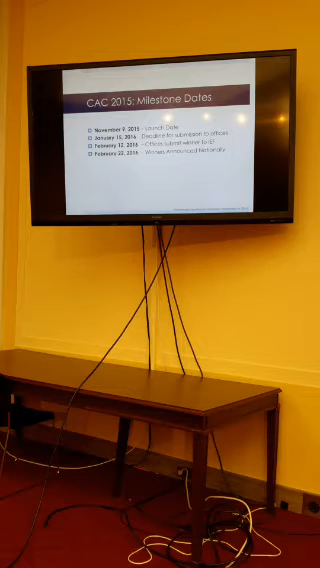 CAC 2015: Milestone Dates
November 9, 2015 - Launch Date
January 15, 2016 - Deadline for submission to offices
February 12, 2016 - Offices submit winner to IEF
February 22, 2016 - Winners Announced Nationally